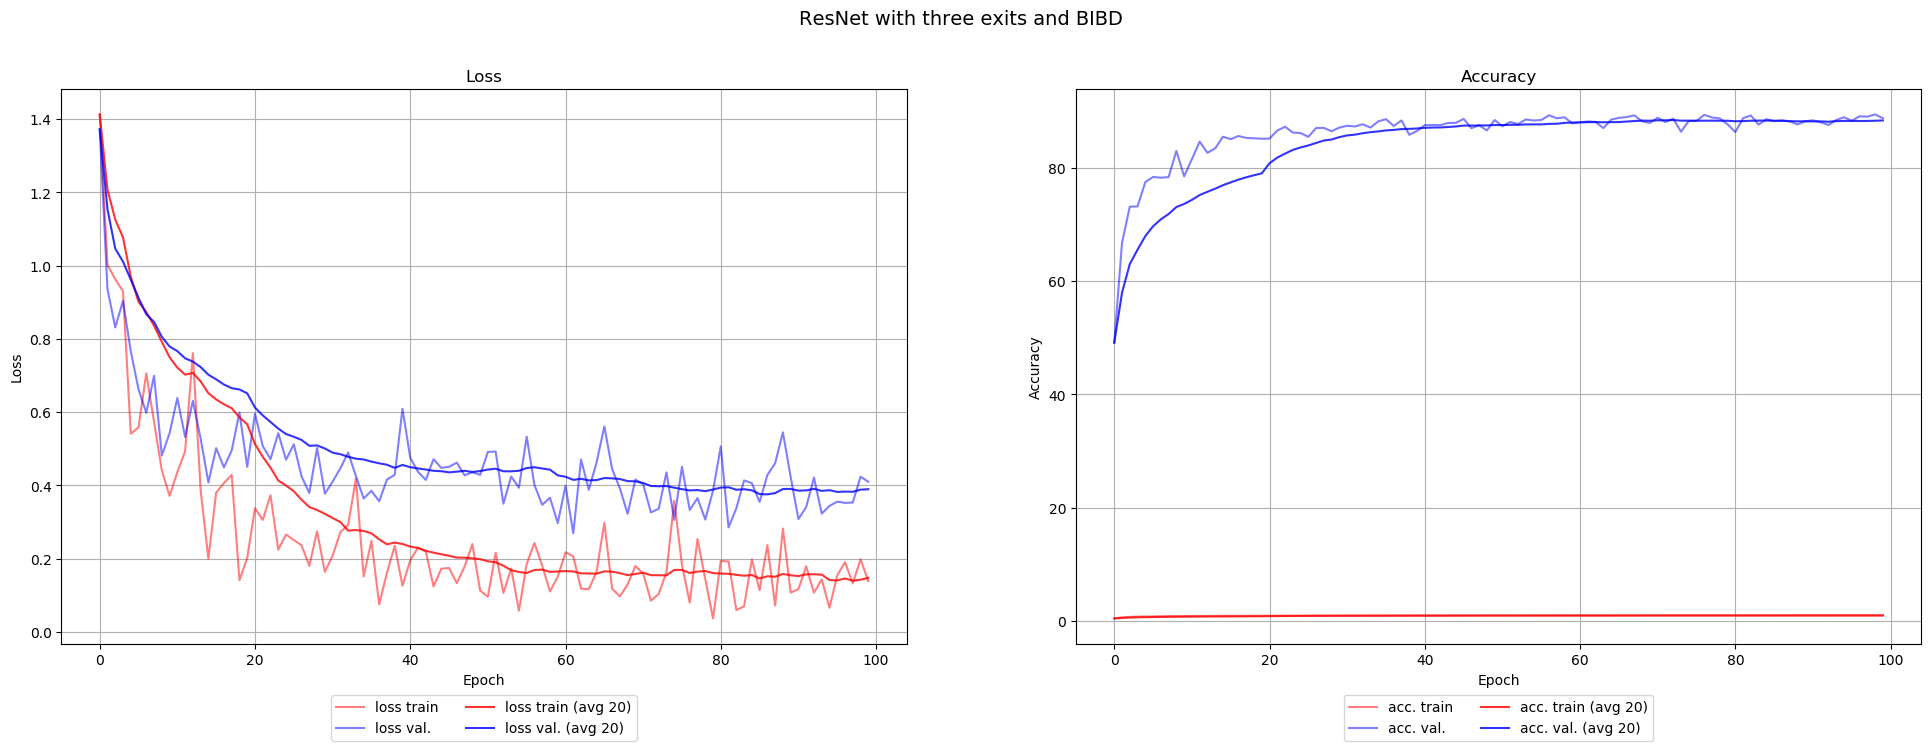 ResNet with three exits and BIBD
Loss
1.4
1.2
1.0
0.8
0.6
0.4
0.2
0.0
Loss
0 20 40 60 80 100
Epoch
loss train loss train (avg 20)
loss val. loss val. (avg 20)
Accuracy
80
60
40
20
0
Accuracy
0 20 40 60 80 100
Epoch
acc. train acc. train (avg 20)
acc. val. acc. val. (avg 20)